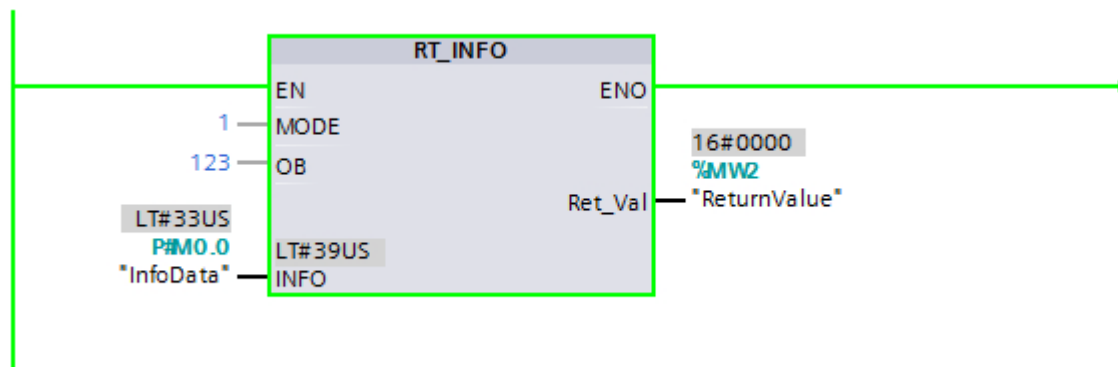 RT_INFO
EN ENO
1 MODE
123 OB
16#0000
%MW2
Ret_Val "ReturnValue"
LT#33US
P#M0.0 LT#39US
"InfoData" INFO